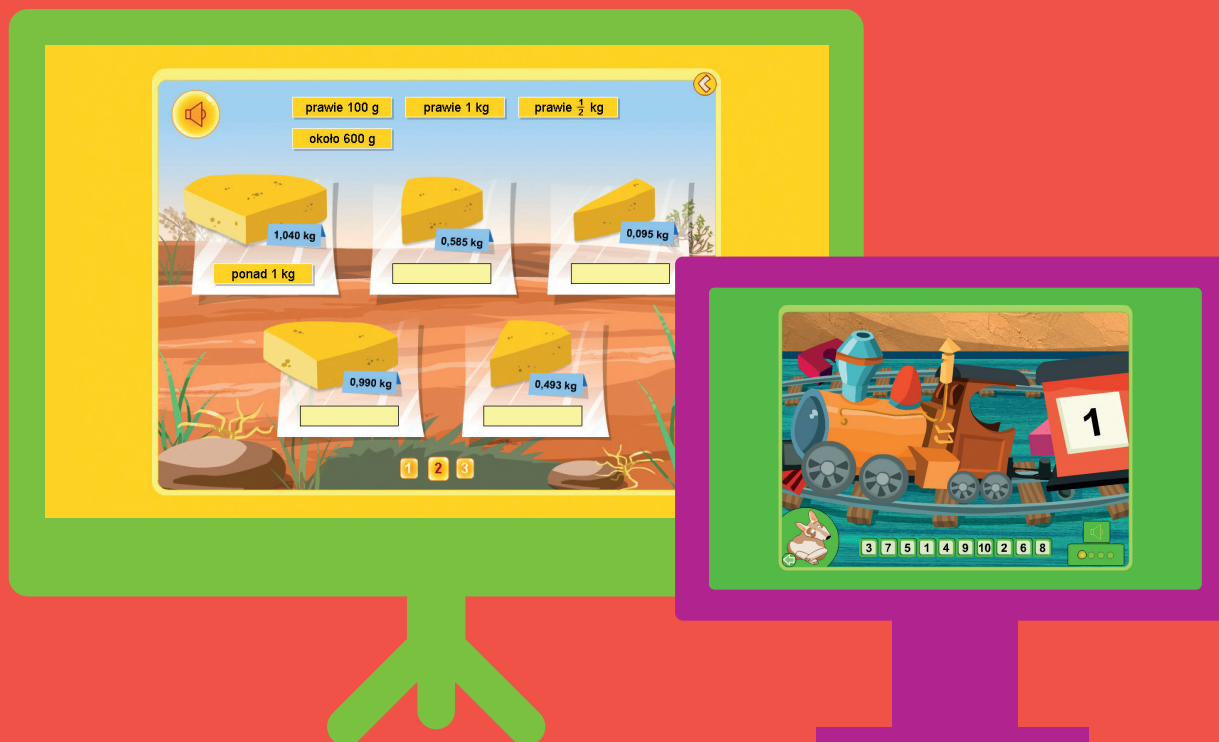 prawie 100 g
prawie 1 kg
prawie 1/2 kg
około 600 g
1,040 kg
0,585 kg
0,095 kg
ponad 1 kg
0,990 kg
0,493 kg
1 2 3
1
3 7 5 1 4 9 10 2 6 8